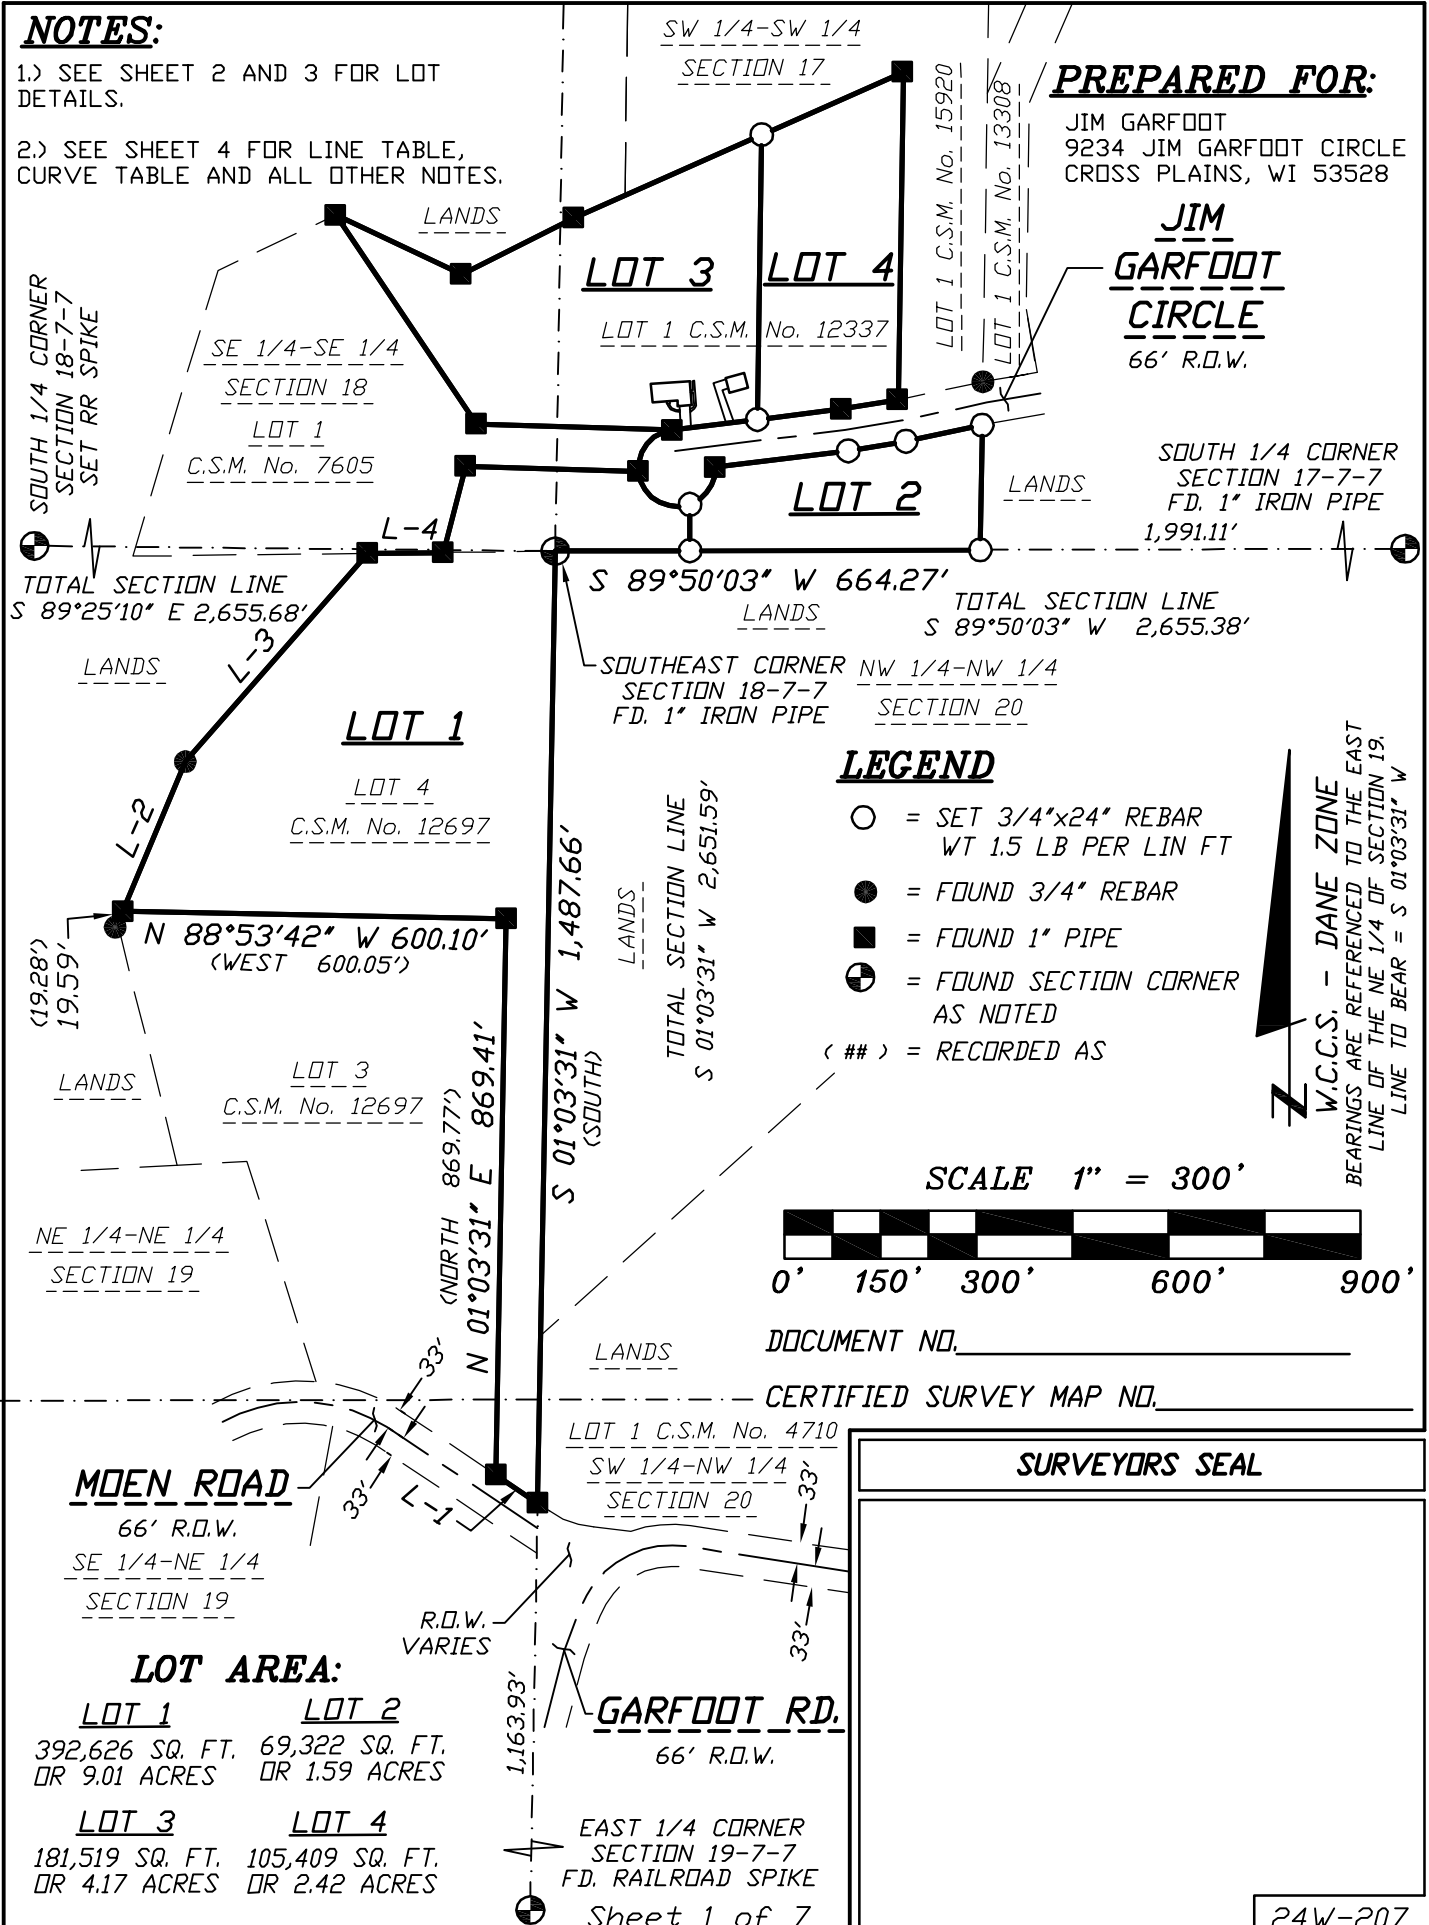 NOTES:
1.) SEE SHEET 2 AND 3 FOR LOT
DETAILS.
2.) SEE SHEET 4 FOR LINE TABLE,
CURVE TABLE AND ALL OTHER NOTES.
SW 1/4-SW 1/4
SECTION 17
LOT 1 C.S.M. No. 15920
LOT 1 C.S.M. No. 13308
PREPARED FOR:
JIM GARFOOT
9234 JIM GARFOOT CIRCLE
CROSS PLAINS, WI 53528
JIM
GARFOOT
CIRCLE
66' R.O.W.
LANDS
LOT 3
LOT 4
LOT 1 C.S.M. No. 12337
SOUTH 1/4 CORNER
SECTION 18-7-7
SET RR SPIKE
SE 1/4-SE 1/4
SECTION 18
LOT 1
C.S.M. No. 7605
LOT 2
LANDS
SOUTH 1/4 CORNER
SECTION 17-7-7
FD. 1" IRON PIPE
1,991.11'
L-4
TOTAL SECTION LINE
S 89°25'10" E 2,655.68'
S 89°50'03" W 664.27'
LANDS
TOTAL SECTION LINE
S 89°50'03" W 2,655.38'
LANDS
L-3
SOUTHEAST CORNER
SECTION 18-7-7
FD. 1" IRON PIPE
NW 1/4-NW 1/4
SECTION 20
LOT 1
LOT 4
C.S.M. No. 12697
L-2
LEGEND
= SET 3/4"x24" REBAR
WT 1.5 LB PER LIN FT
= FOUND 3/4" REBAR
= FOUND 1" PIPE
= FOUND SECTION CORNER
AS NOTED
( ## ) = RECORDED AS
N
W.C.C.S. - DANE ZONE
BEARINGS ARE REFERENCED TO THE EAST
LINE OF THE NE 1/4 OF SECTION 19.
LINE TO BEAR = S 01°03'31" W
TOTAL SECTION LINE
S 01°03'31" W 2,651.59'
LANDS
S 01°03'31" W 1,487.66'
(SOUTH)
N 88°53'42" W 600.10'
(WEST 600.05')
(19.28')
19.59'
N 01°03'31" E 869.41'
(NORTH 869.77')
LANDS
LOT 3
C.S.M. No. 12697
NE 1/4-NE 1/4
SECTION 19
SCALE 1" = 300'
0' 150' 300' 600' 900'
LANDS
DOCUMENT NO.
CERTIFIED SURVEY MAP NO.
33'
33'
MOEN ROAD
66' R.O.W.
L-1
SE 1/4-NE 1/4
SECTION 19
LOT 1 C.S.M. No. 4710
SW 1/4-NW 1/4
SECTION 20
33'
33'
R.O.W.
VARIES
GARFOOT RD.
66' R.O.W.
1,163.93'
SURVEYORS SEAL
LOT AREA:
LOT 1
392,626 SQ. FT.
OR 9.01 ACRES
LOT 2
69,322 SQ. FT.
OR 1.59 ACRES
LOT 3
181,519 SQ. FT.
OR 4.17 ACRES
LOT 4
105,409 SQ. FT.
OR 2.42 ACRES
EAST 1/4 CORNER
SECTION 19-7-7
FD. RAILROAD SPIKE
Sheet 1 of 7
24W-207